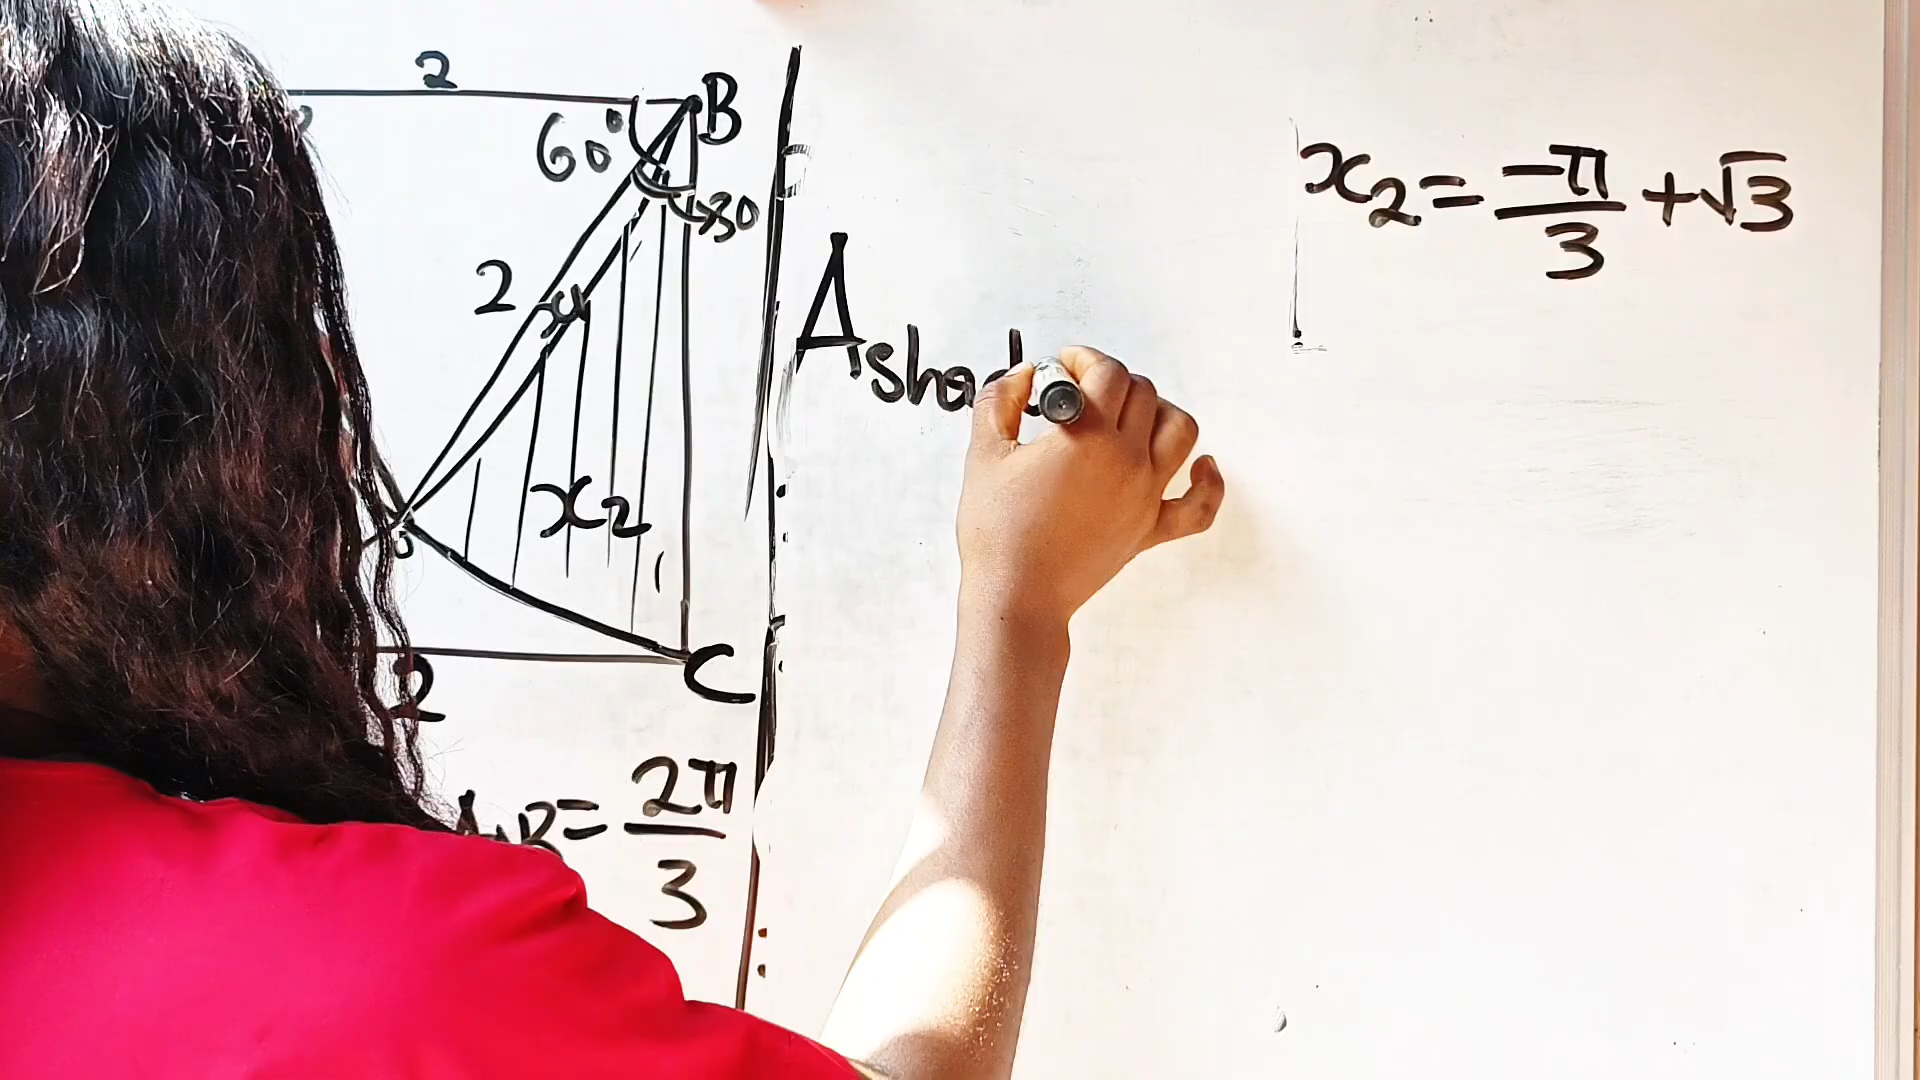 2
B
60°
30
2
y
x₂
C
2
= 2π/3
A shad
x₂ = -π/3 + √3